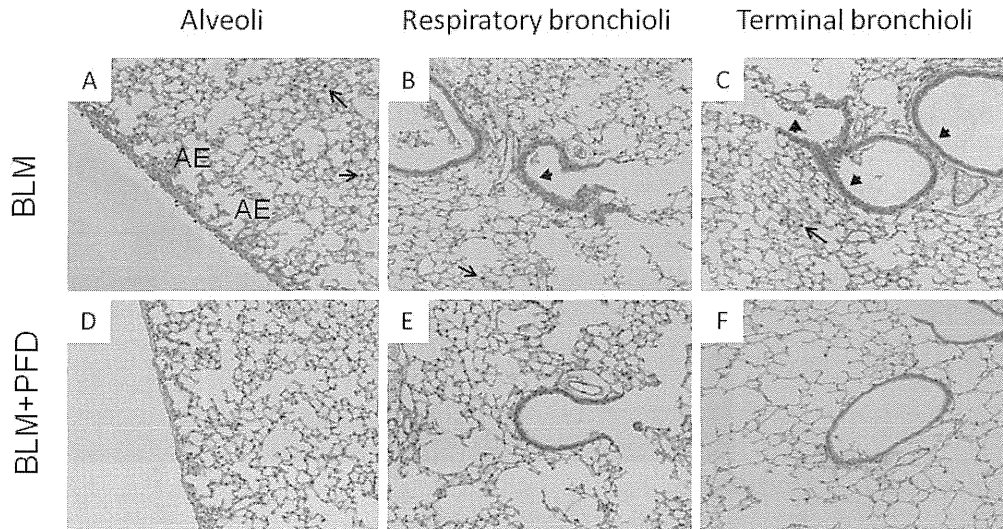 Alveoli Respiratory bronchioli Terminal bronchioli
BLM
A
AE
AE
B
C
BLM+PFD
D
E
F